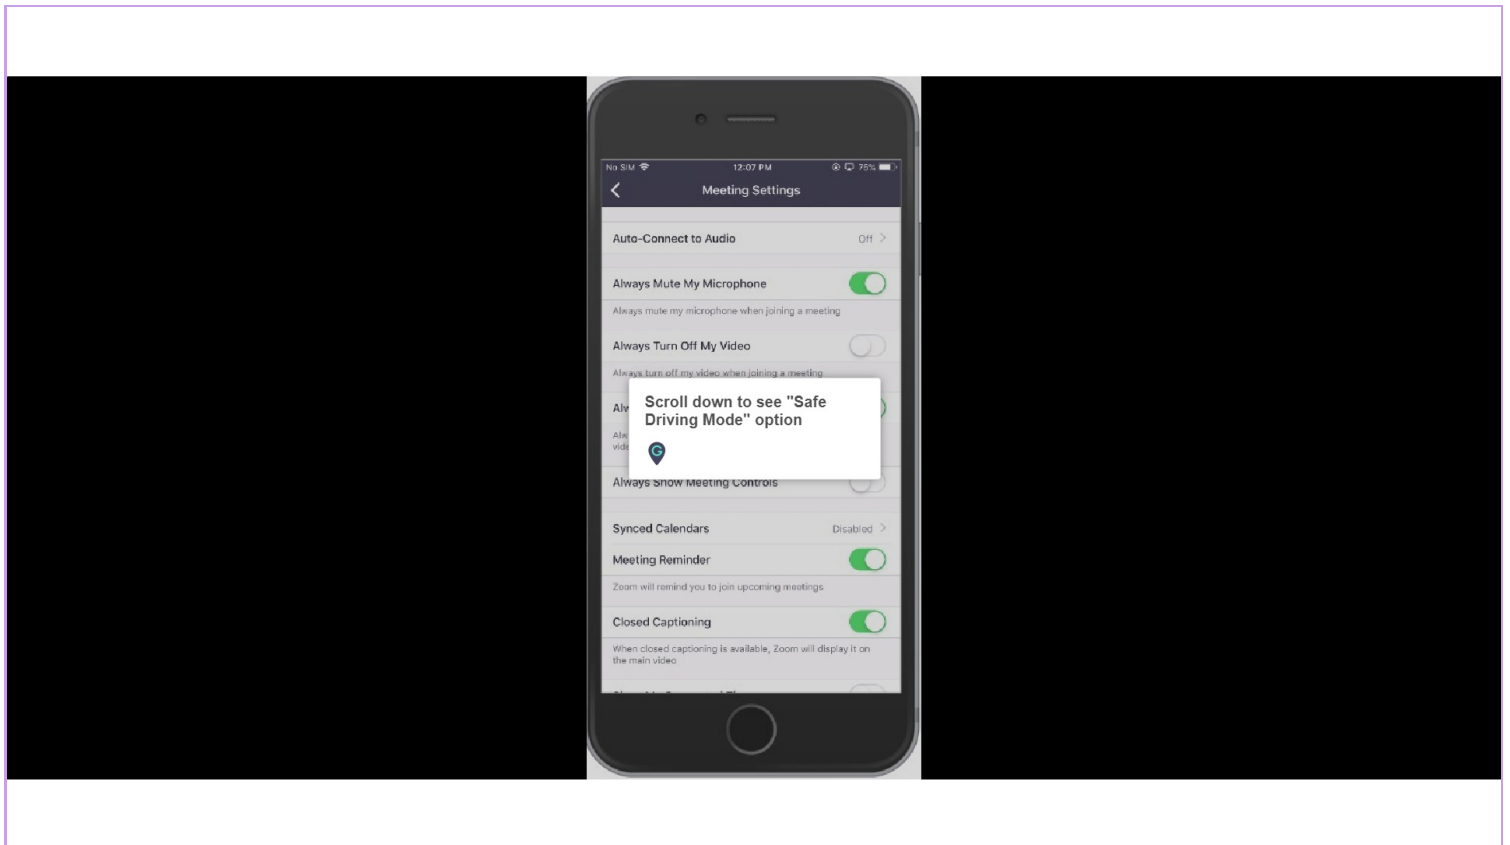 No SIM 12:07 PM 75%
Meeting Settings
Auto-Connect to Audio Off
Always Mute My Microphone
Always mute my microphone when joining a meeting
Always Turn Off My Video
Always turn off my video when joining a meeting
Scroll down to see "Safe
Driving Mode" option
G
Always Show Meeting Controls
Synced Calendars Disabled
Meeting Reminder
Zoom will remind you to join upcoming meetings
Closed Captioning
When closed captioning is available, Zoom will display it on
the main video